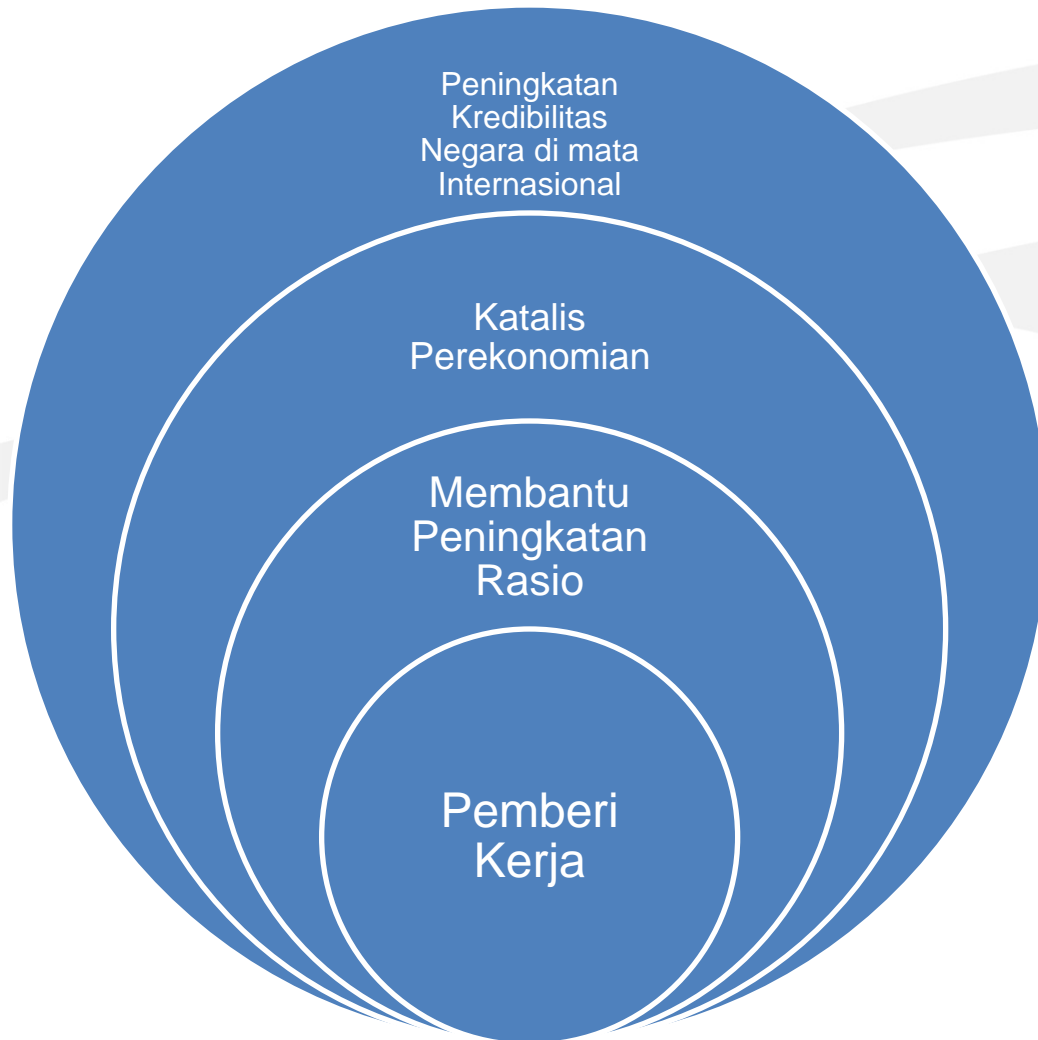 Peningkatan
Kredibilitas
Negara di mata
Internasional
Katalis
Perekonomian
Membantu
Peningkatan
Rasio
Pemberi
Kerja